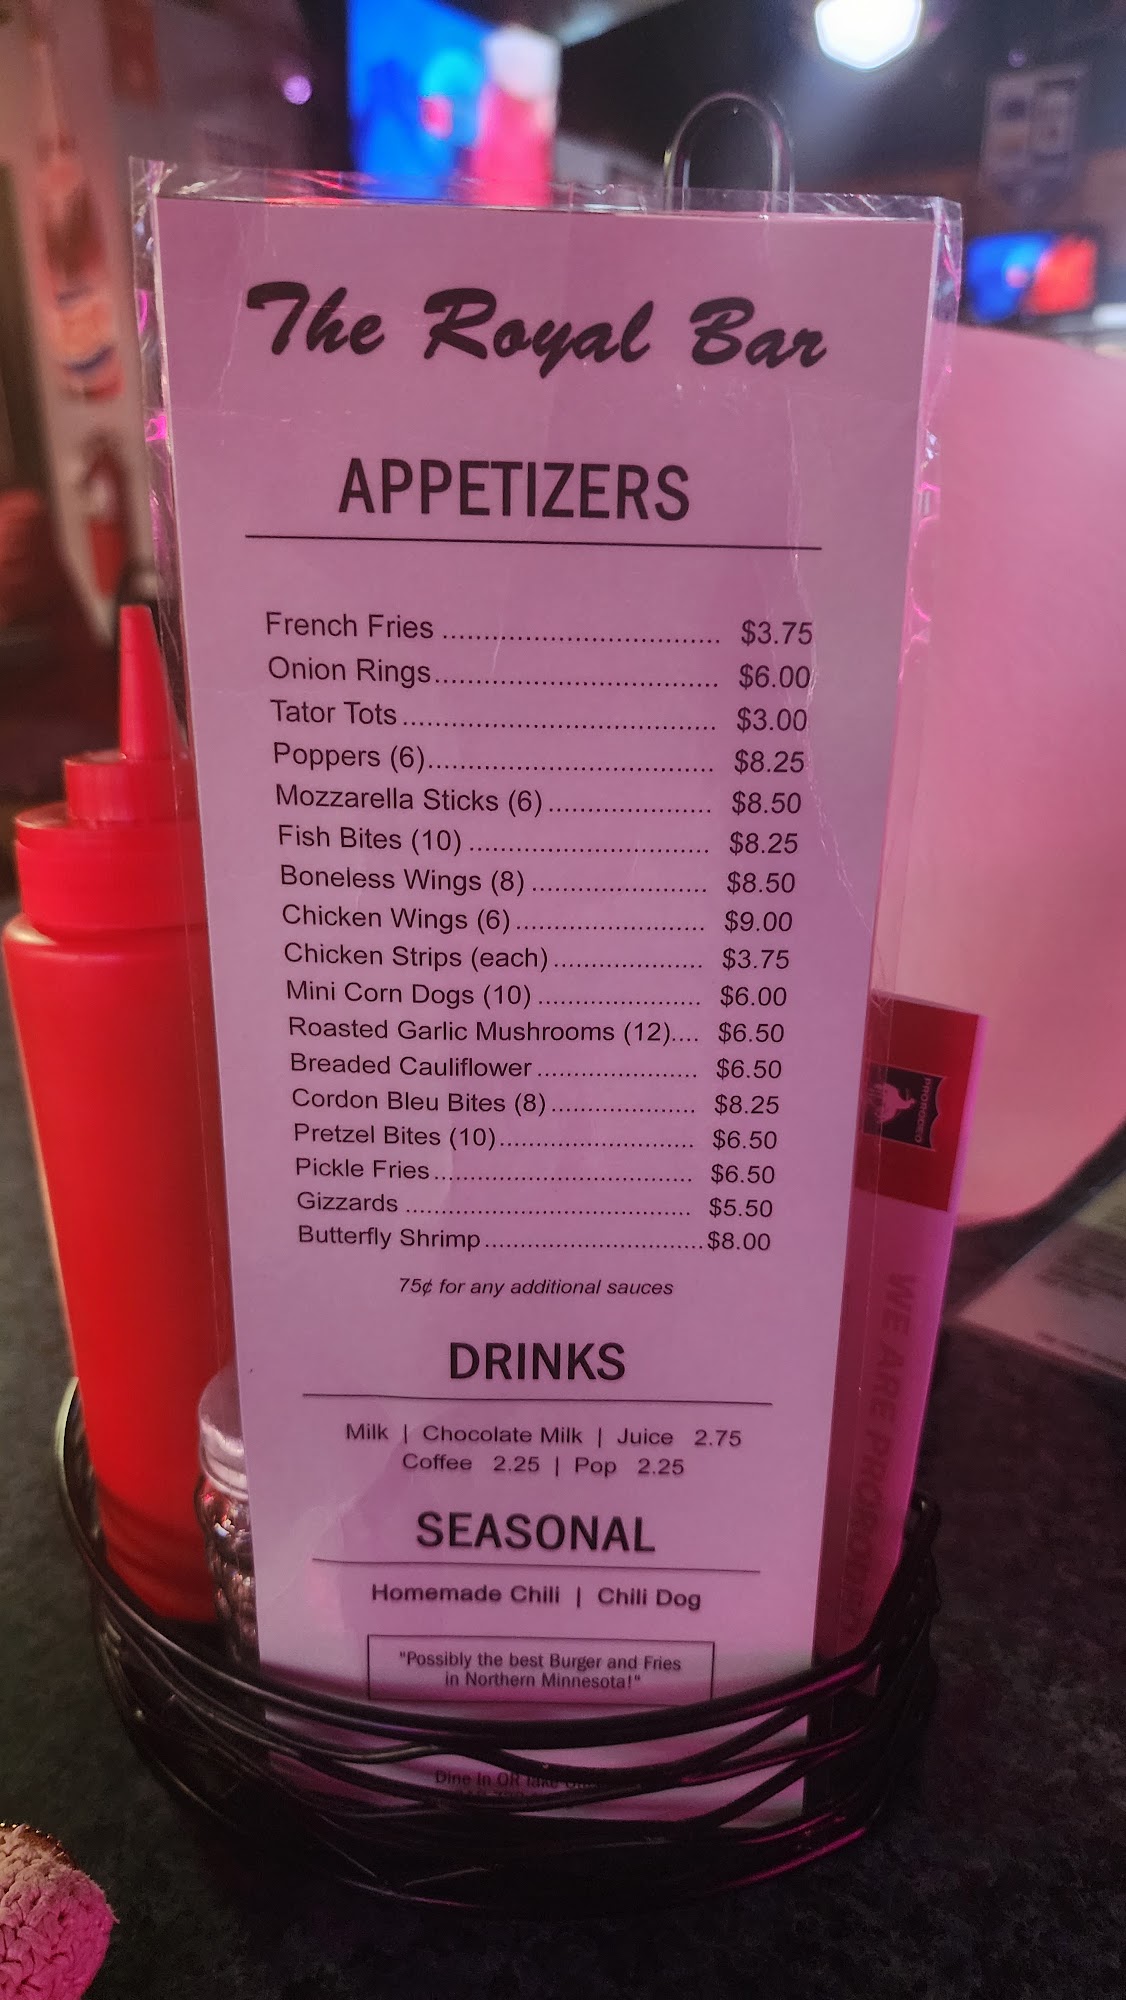 The Royal Bar
APPETIZERS
French Fries ................................. $3.75
Onion Rings.................................. $6.00
Tator Tots ...................................... $3.00
Poppers (6).................................. $8.25
Mozzarella Sticks (6) .................... $8.50
Fish Bites (10) ............................. $8.25
Boneless Wings (8) ...................... $8.50
Chicken Wings (6) ........................ $9.00
Chicken Strips (each) ................... $3.75
Mini Corn Dogs (10) ..................... $6.00
Roasted Garlic Mushrooms (12).... $6.50
Breaded Cauliflower ..................... $6.50
Cordon Bleu Bites (8) ................... $8.25
Pretzel Bites (10)......................... $6.50
Pickle Fries ................................. $6.50
Gizzards ..................................... $5.50
Butterfly Shrimp ............................ $8.00
75¢ for any additional sauces
DRINKS
Milk | Chocolate Milk | Juice 2.75
Coffee 2.25 | Pop 2.25
SEASONAL
Homemade Chili | Chili Dog
"Possibly the best Burger and Fries
in Northern Minnesota!"
Dine In OR Take
PRORODEO
WE ARE PRORODEO